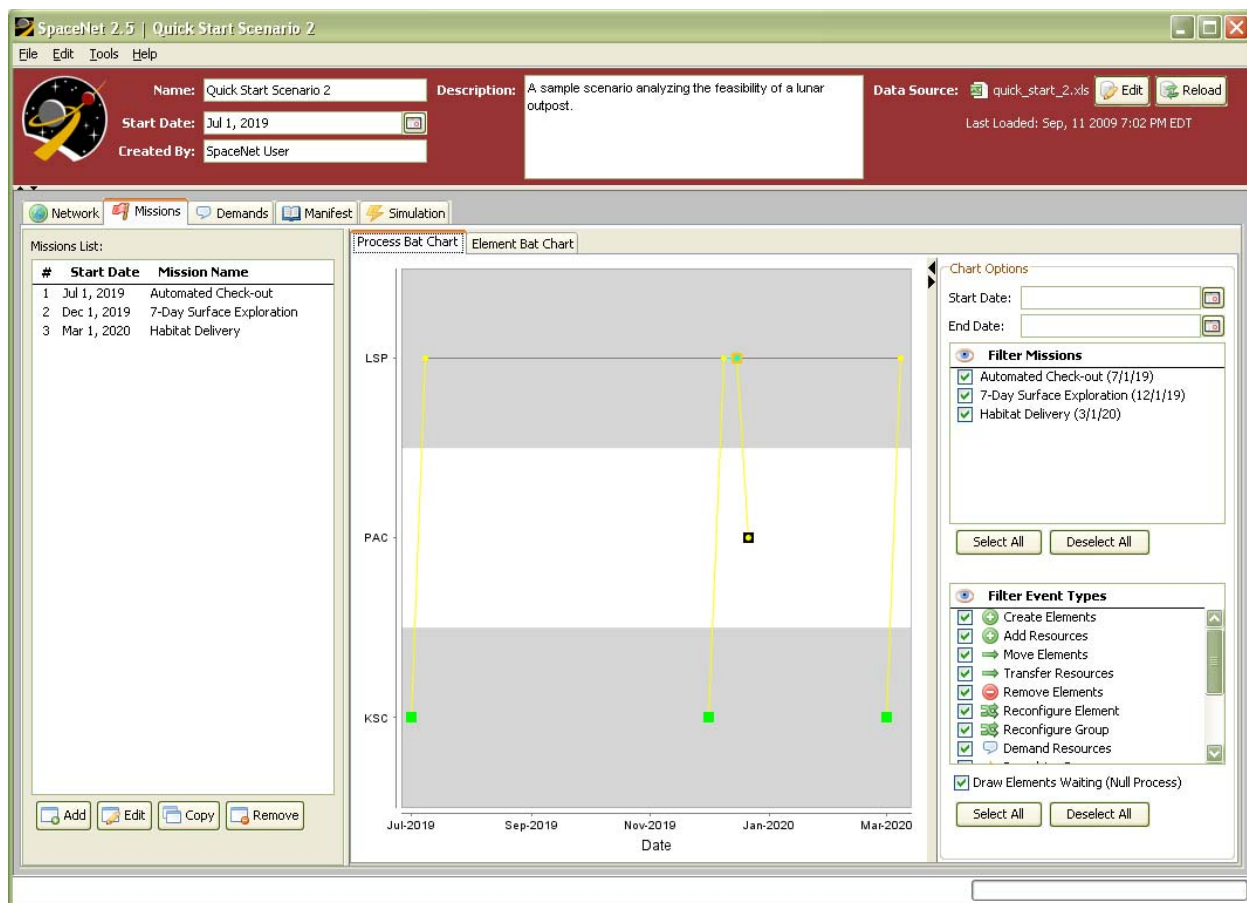 SpaceNet 2.5 | Quick Start Scenario 2
File Edit Tools Help
Name: Quick Start Scenario 2
Start Date: Jul 1, 2019
Created By: SpaceNet User
Description: A sample scenario analyzing the feasibility of a lunar
outpost.
Data Source: quick_start_2.xls Edit Reload
Last Loaded: Sep, 11 2009 7:02 PM EDT
Network Missions Demands Manifest Simulation
Missions List:
# Start Date Mission Name
1 Jul 1, 2019 Automated Check-out
2 Dec 1, 2019 7-Day Surface Exploration
3 Mar 1, 2020 Habitat Delivery
Add Edit Copy Remove
Process Bat Chart Element Bat Chart
LSP
PAC
KSC
Jul-2019 Sep-2019 Nov-2019 Jan-2020 Mar-2020
Date
Chart Options
Start Date:
End Date:
Filter Missions
Automated Check-out (7/1/19)
7-Day Surface Exploration (12/1/19)
Habitat Delivery (3/1/20)
Select All Deselect All
Filter Event Types
Create Elements
Add Resources
Move Elements
Transfer Resources
Remove Elements
Reconfigure Element
Reconfigure Group
Demand Resources
Draw Elements Waiting (Null Process)
Select All Deselect All